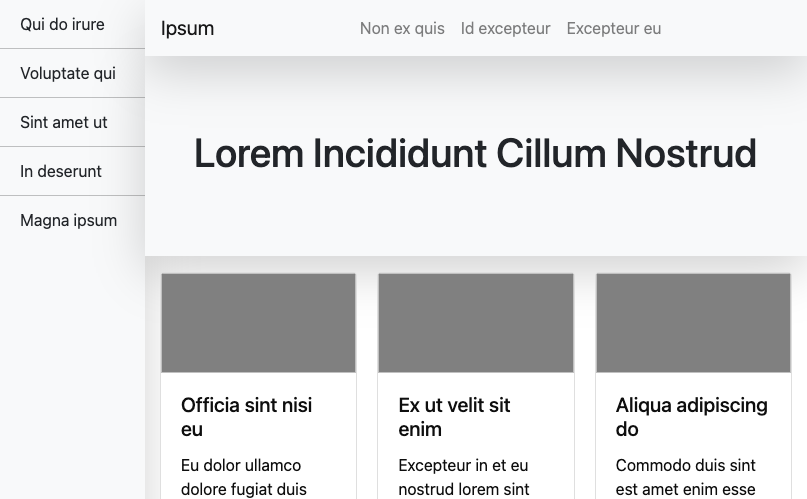 Qui do irure
Voluptate qui
Sint amet ut
In deserunt
Magna ipsum
Ipsum
Non ex quis
Id excepteur
Excepteur eu
Lorem Incididunt Cillum Nostrud
Officia sint nisi
eu
Eu dolor ullamco
dolore fugiat duis
Ex ut velit sit
enim
Excepteur in et eu
nostrud lorem sint
Aliqua adipiscing
do
Commodo duis sint
est amet enim esse